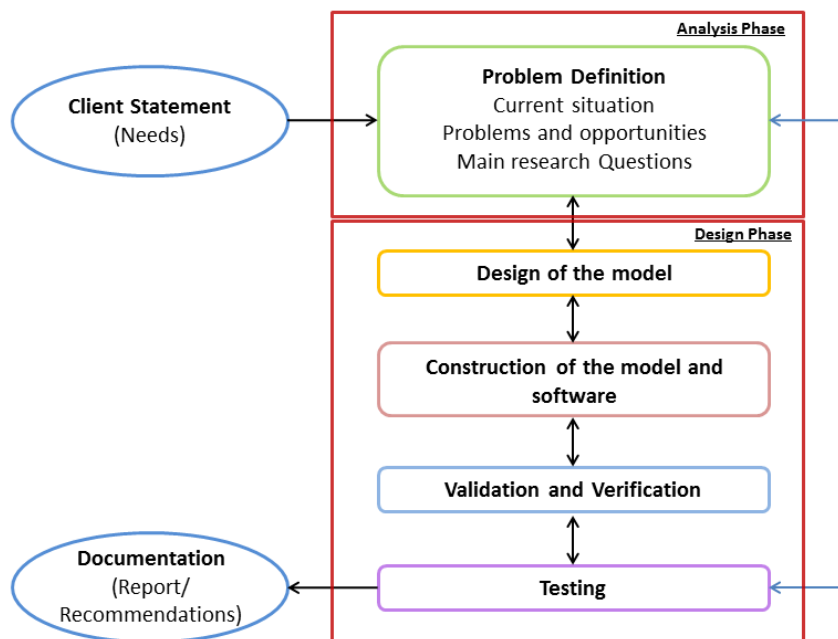 Analysis Phase
Problem Definition
Current situation
Problems and opportunities
Main research Questions
Client Statement
(Needs)
Design Phase
Design of the model
Construction of the model and
software
Validation and Verification
Testing
Documentation
(Report/
Recommendations)